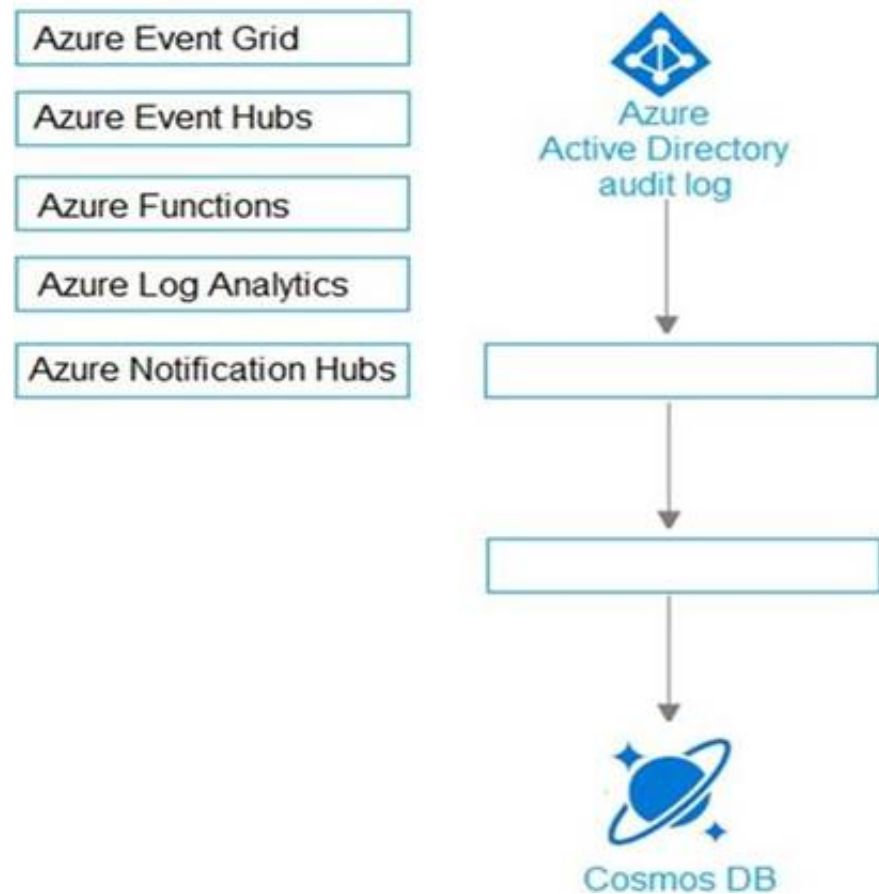 Azure Event Grid
Azure Event Hubs
Azure Functions
Azure Log Analytics
Azure Notification Hubs
Azure
Active Directory
audit log
Cosmos DB